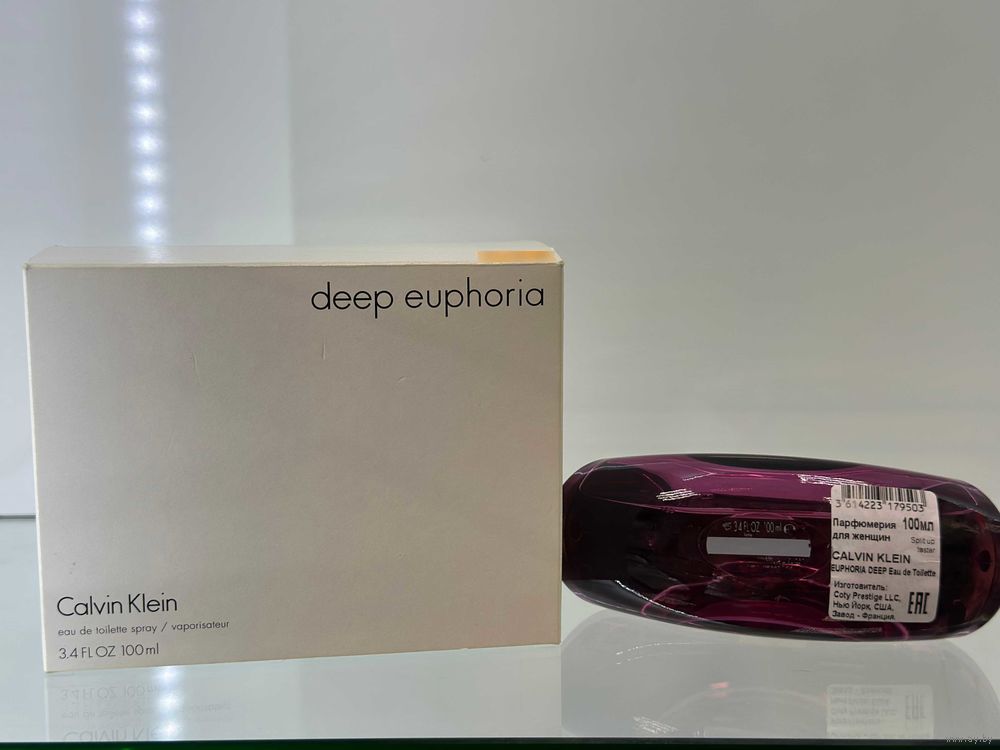 deep euphoria
Calvin Klein
eau de toilette spray / vaporisateur
3.4 FL OZ 100 ml
3.4 FL OZ 100 ml
3 614223 179503
Парфюмерия 100мл
для женщин
Split up
tester
CALVIN KLEIN
EUPHORIA DEEP Eau de Toilette
Изготовитель:
Coty Prestige LLC,
Нью Йорк, США,
Завод - Франция.
EAC